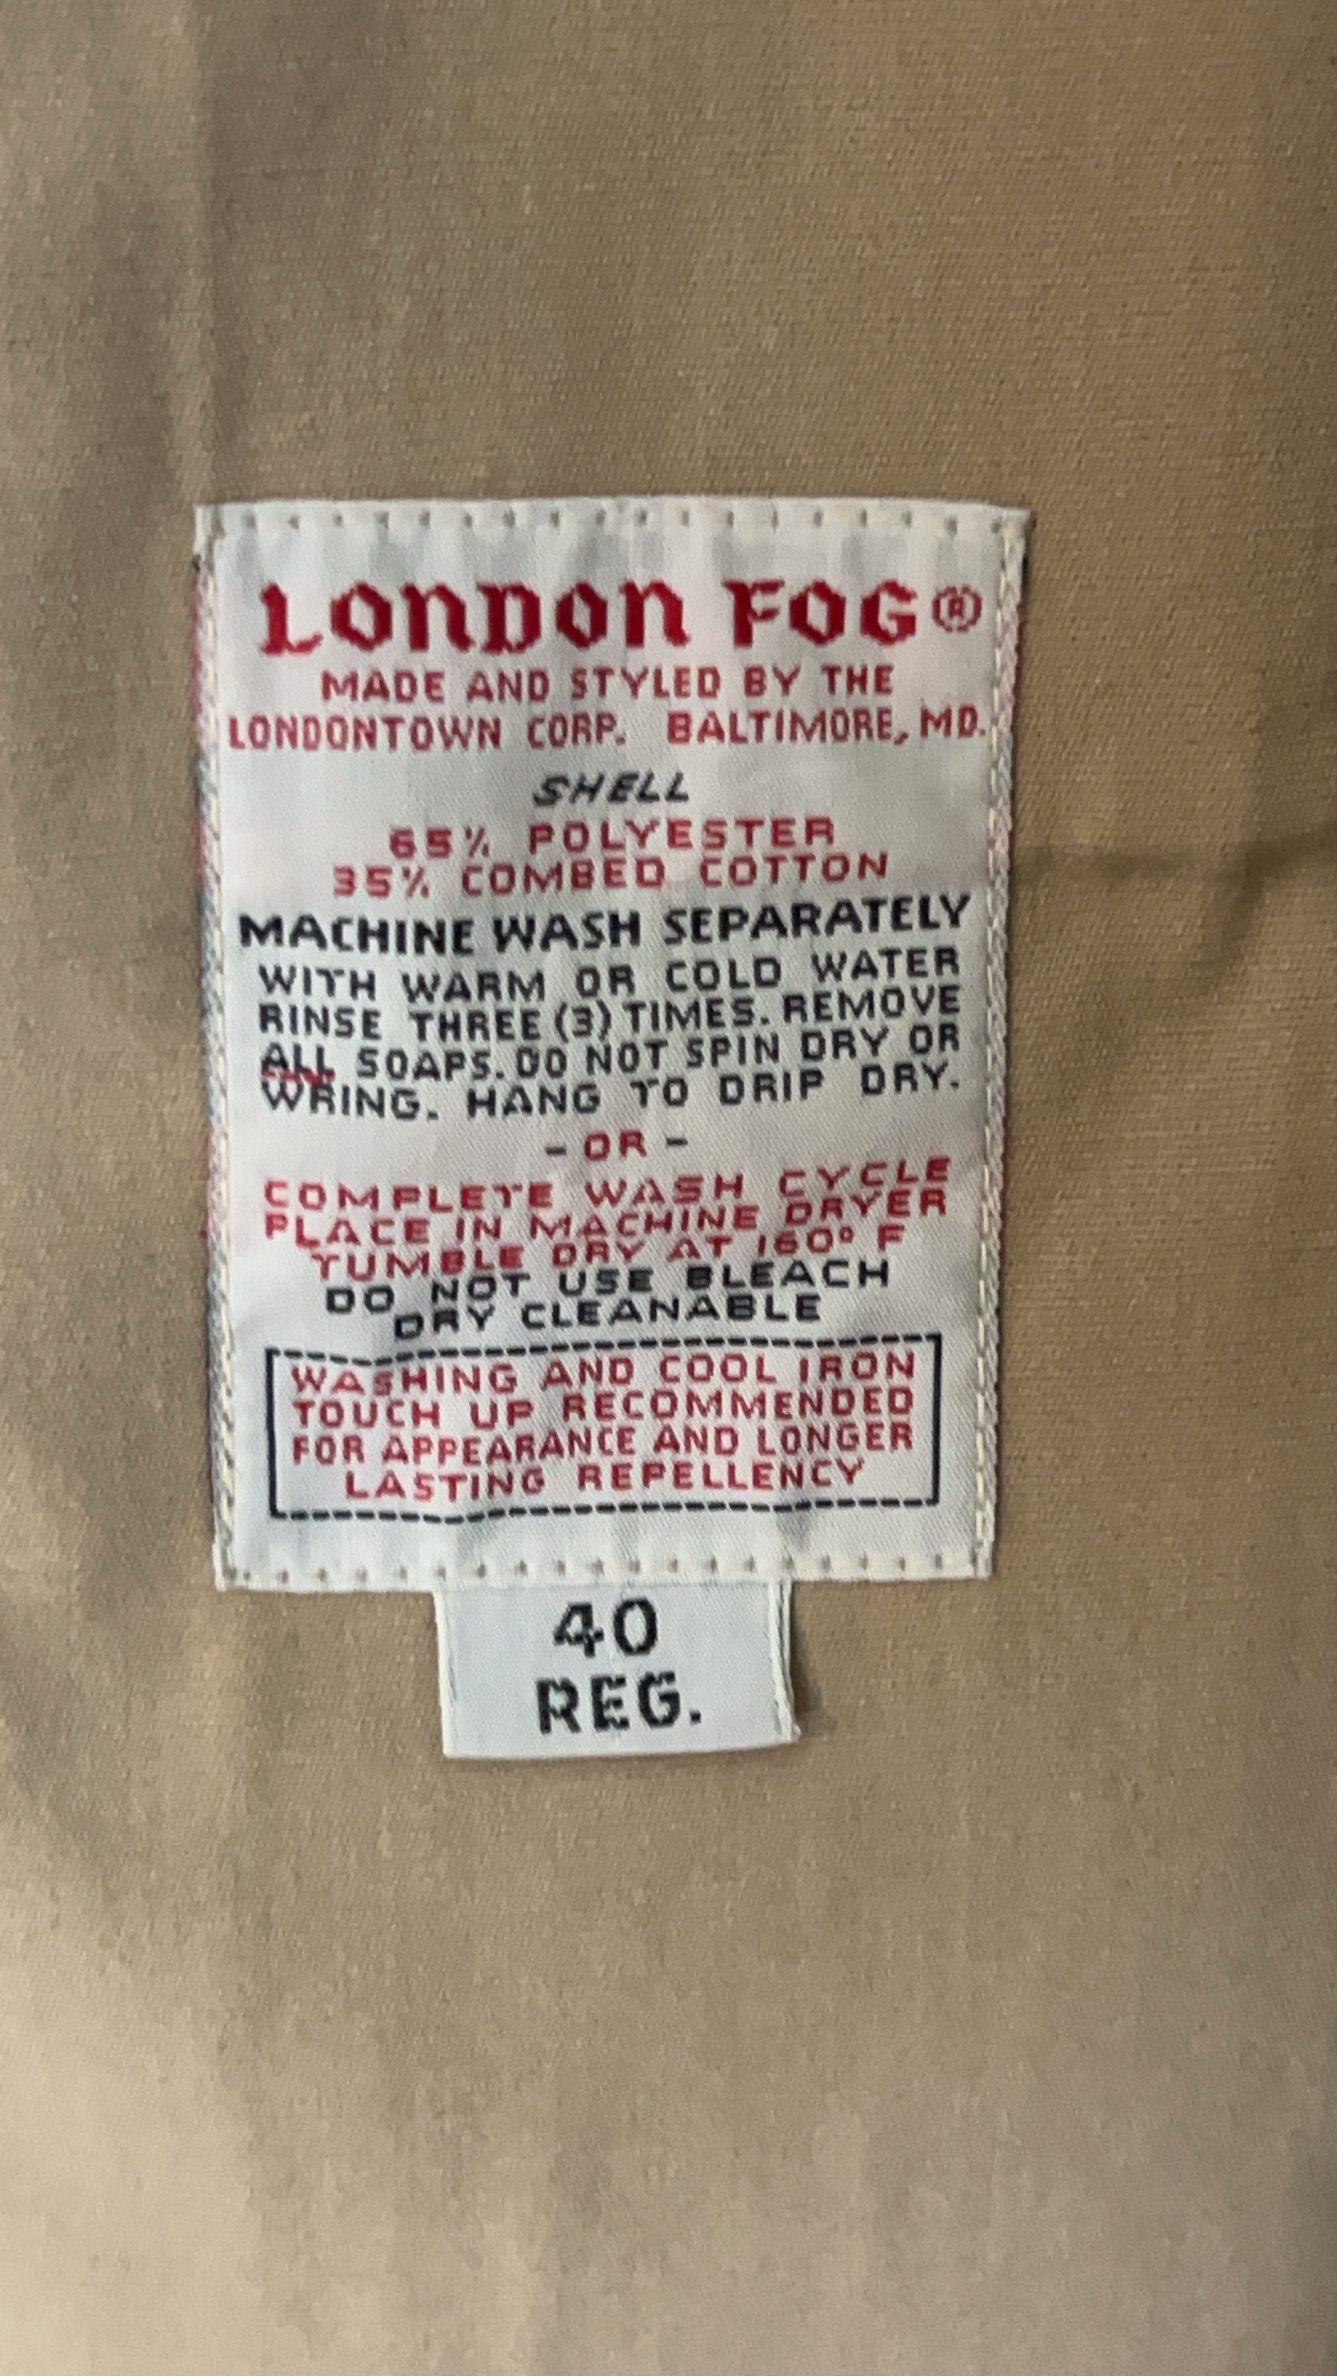 LONDON FOG®
MADE AND STYLED BY THE
LONDONTOWN CORP. BALTIMORE, MD.
SHELL
65% POLYESTER
35% COMBED COTTON
MACHINE WASH SEPARATELY
WITH WARM OR COLD WATER
RINSE THREE (3) TIMES. REMOVE
ALL SOAPS. DO NOT SPIN DRY OR
WRING. HANG TO DRIP DRY.
- OR -
COMPLETE WASH CYCLE
PLACE IN MACHINE DRYER
TUMBLE DRY AT 160° F
DO NOT USE BLEACH
DRY CLEANABLE
WASHING AND COOL IRON
TOUCH UP RECOMMENDED
FOR APPEARANCE AND LONGER
LASTING REPELLENCY
40
REG.